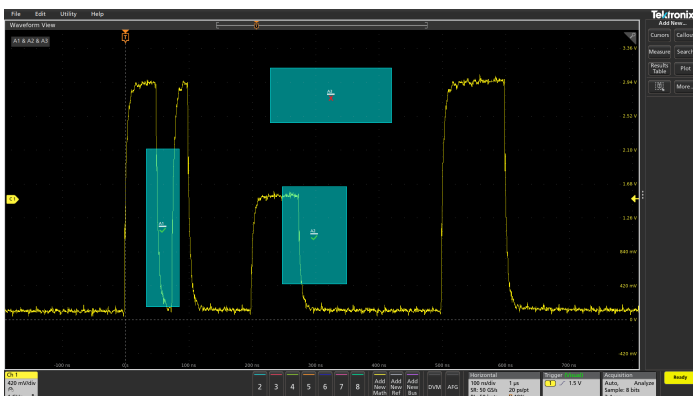 File Edit Utility Help
Tektronix
Waveform View
Add New...
A1 & A2 & A3
Cursors Callou
Measure Search
Results Table Plot
More...
3.36 V
2.94 V
2.52 V
2.10 V
1.68 V
1.26 V
840 mV
420 mV
0 V
420 mV
C1
-100 ns 0s 100 ns 200 ns 300 ns 400 ns 500 ns 600 ns 700 ns
Ch 1
420 mV/div
2 3 4 5 6 7 8
Add New Math
Add New Ref
Add New Bus
DVM AFG
Horizontal
100 ns/div 1 µs
SR: 50 GS/s 20 ps/pt
Trigger
1 1.5 V
Acquisition
Auto, Analyze
Sample: 8 bits
Ready